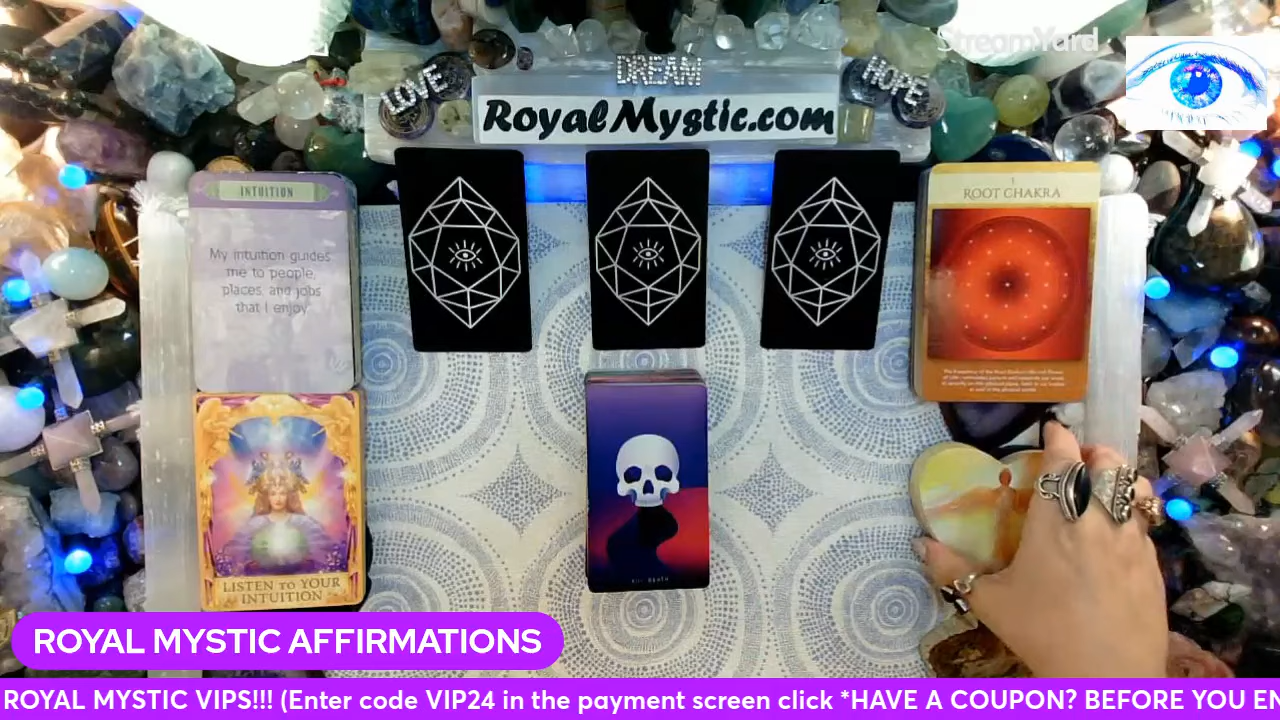 StreamYard
LOVE
DREAM
HOPE
RoyalMystic.com
INTUITION
My intuition guides
me to people,
places, and jobs
that I enjoy
1
ROOT CHAKRA
LISTEN TO YOUR
INTUITION
DEATH
ROYAL MYSTIC AFFIRMATIONS
ROYAL MYSTIC VIPS!!! (Enter code VIP24 in the payment screen click *HAVE A COUPON? BEFORE YOU EN